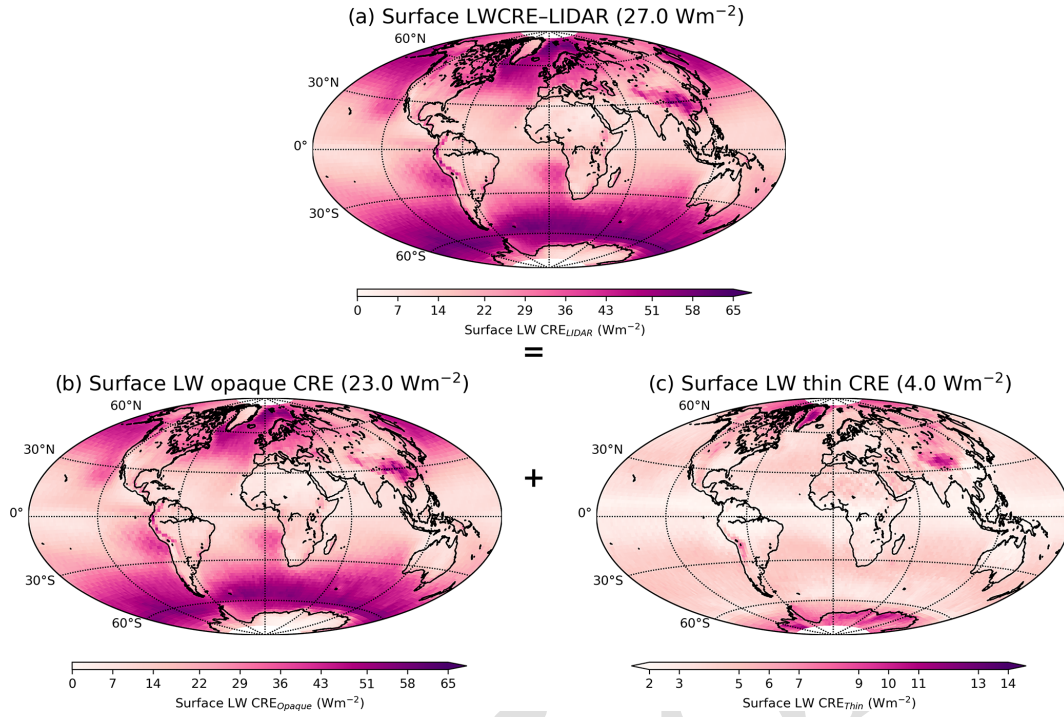 (a) Surface LWCRE–LIDAR (27.0 Wm⁻²)
60°N
30°N
0°
30°S
60°S
0 7 14 22 29 36 43 51 58 65
Surface LW CRE_LIDAR (Wm⁻²)
=
(b) Surface LW opaque CRE (23.0 Wm⁻²)
60°N
30°N
0°
30°S
60°S
0 7 14 22 29 36 43 51 58 65
Surface LW CRE_Opaque (Wm⁻²)
+
(c) Surface LW thin CRE (4.0 Wm⁻²)
60°N
30°N
0°
30°S
60°S
2 3 5 6 7 9 10 11 13 14
Surface LW CRE_Thin (Wm⁻²)